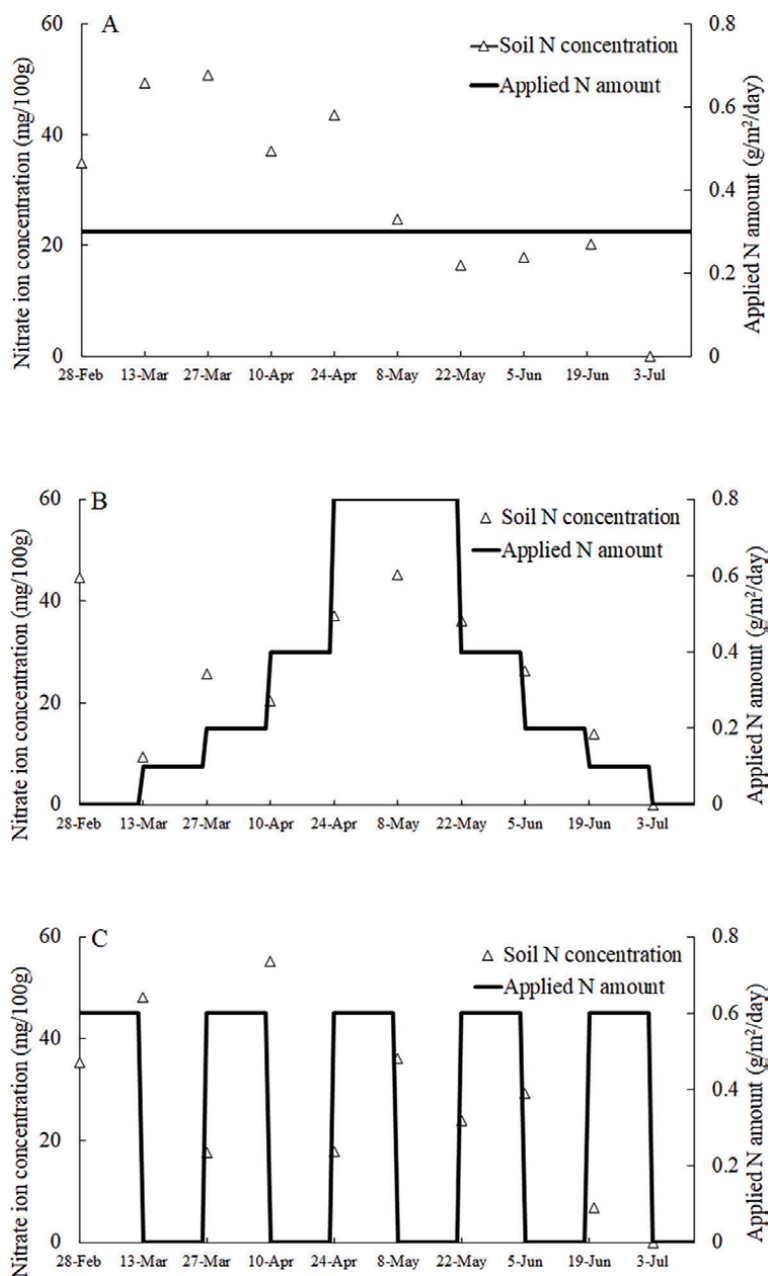 A
60
40
20
0
Nitrate ion concentration (mg/100g)
Soil N concentration
Applied N amount
0.8
0.6
0.4
0.2
0
Applied N amount (g/m²/day)
28-Feb 13-Mar 27-Mar 10-Apr 24-Apr 8-May 22-May 5-Jun 19-Jun 3-Jul
B
60
40
20
0
Nitrate ion concentration (mg/100g)
Soil N concentration
Applied N amount
0.8
0.6
0.4
0.2
0
Applied N amount (g/m²/day)
28-Feb 13-Mar 27-Mar 10-Apr 24-Apr 8-May 22-May 5-Jun 19-Jun 3-Jul
C
60
40
20
0
Nitrate ion concentration (mg/100g)
Soil N concentration
Applied N amount
0.8
0.6
0.4
0.2
0
Applied N amount (g/m²/day)
28-Feb 13-Mar 27-Mar 10-Apr 24-Apr 8-May 22-May 5-Jun 19-Jun 3-Jul